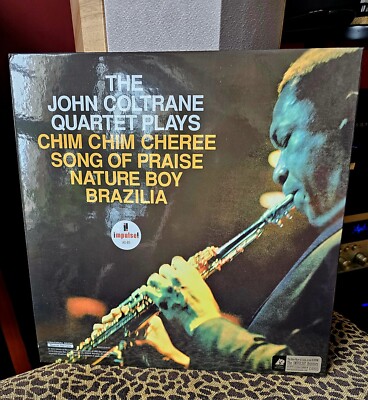 THE
JOHN COLTRANE
QUARTET PLAYS
CHIM CHIM CHEREE
SONG OF PRAISE
NATURE BOY
BRAZILIA
impulse!